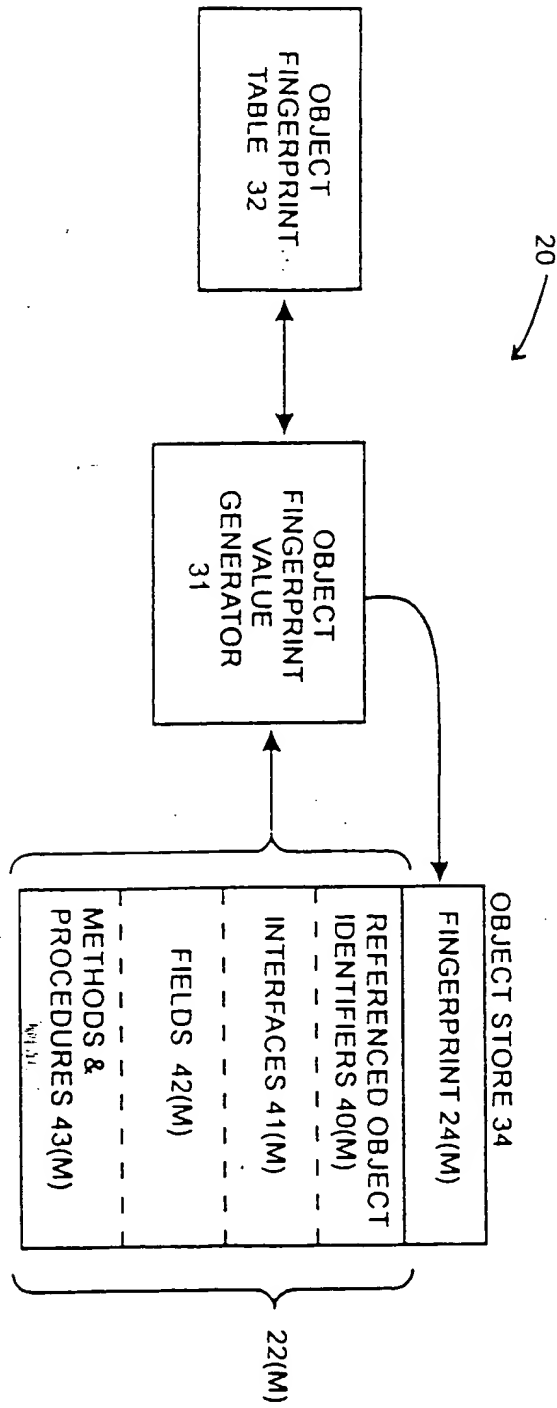 20
OBJECT
FINGERPRINT
TABLE 32
OBJECT
FINGERPRINT
VALUE
GENERATOR
31
OBJECT STORE 34
FINGERPRINT 24(M)
REFERENCED OBJECT
IDENTIFIERS 40(M)
INTERFACES 41(M)
FIELDS 42(M)
METHODS &
PROCEDURES 43(M)
22(M)